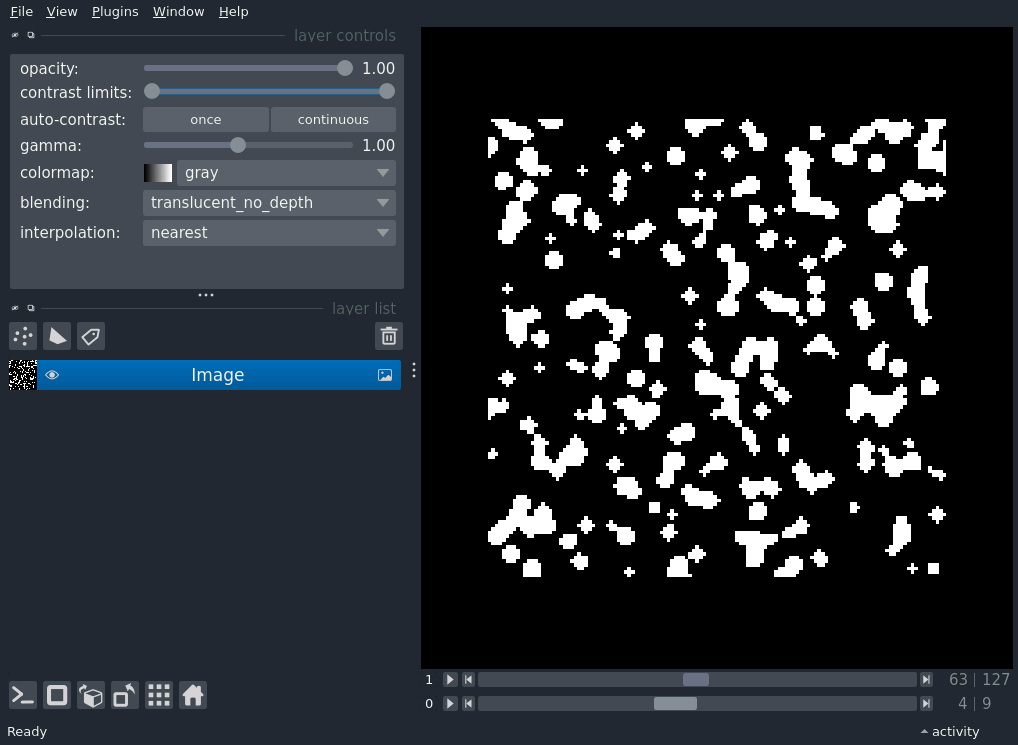 File View Plugins Window Help
layer controls
opacity: 1.00
contrast limits:
auto-contrast: once continuous
gamma: 1.00
colormap: gray
blending: translucent_no_depth
interpolation: nearest
layer list
Image
1 63 | 127
0 4 | 9
Ready activity